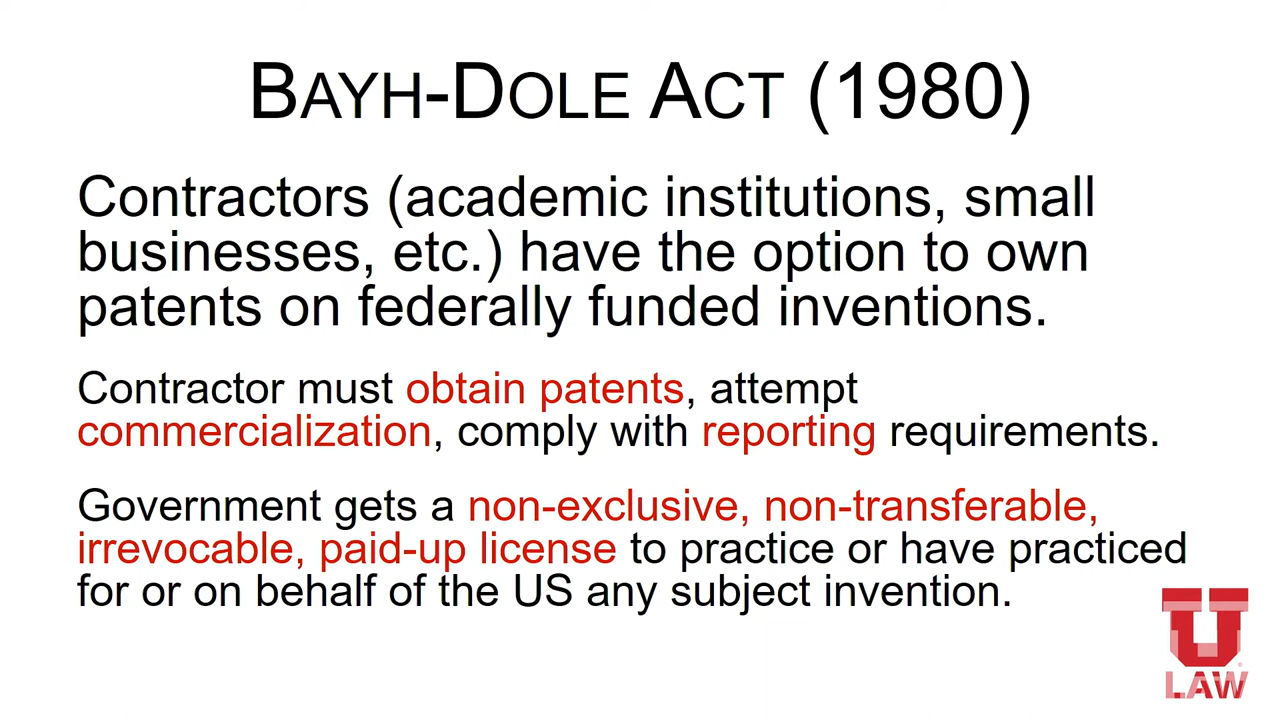 BAYH-DOLE ACT (1980)
Contractors (academic institutions, small
businesses, etc.) have the option to own
patents on federally funded inventions.
Contractor must obtain patents, attempt
commercialization, comply with reporting requirements.
Government gets a non-exclusive, non-transferable,
irrevocable, paid-up license to practice or have practiced
for or on behalf of the US any subject invention.
U
LAW